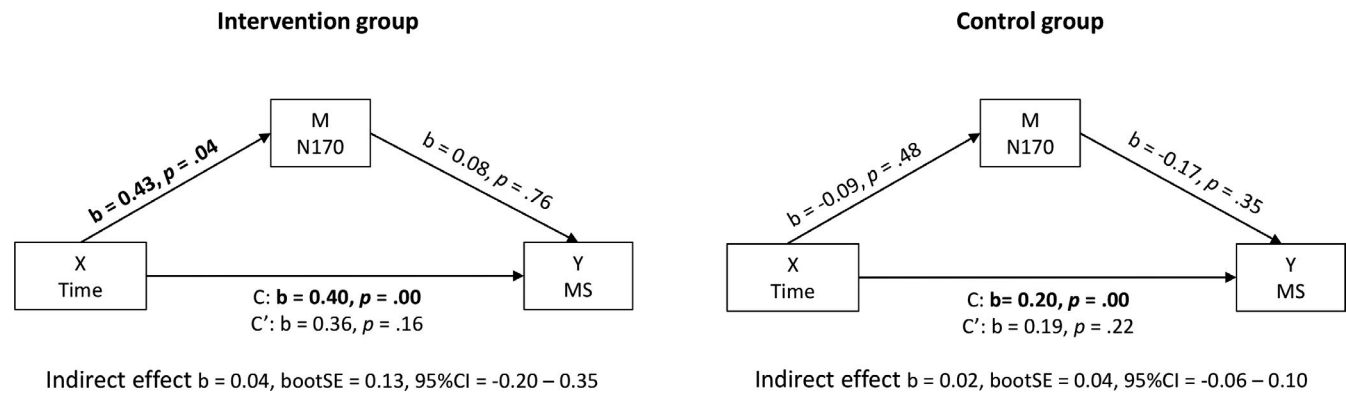 Intervention group
M
N170
b = 0.43, p = .04
b = 0.08, p = .76
X
Time
Y
MS
C: b = 0.40, p = .00
C’: b = 0.36, p = .16
Indirect effect b = 0.04, bootSE = 0.13, 95%CI = -0.20 – 0.35
Control group
M
N170
b = -0.09, p = .48
b = -0.17, p = .35
X
Time
Y
MS
C: b= 0.20, p = .00
C’: b = 0.19, p = .22
Indirect effect b = 0.02, bootSE = 0.04, 95%CI = -0.06 – 0.10